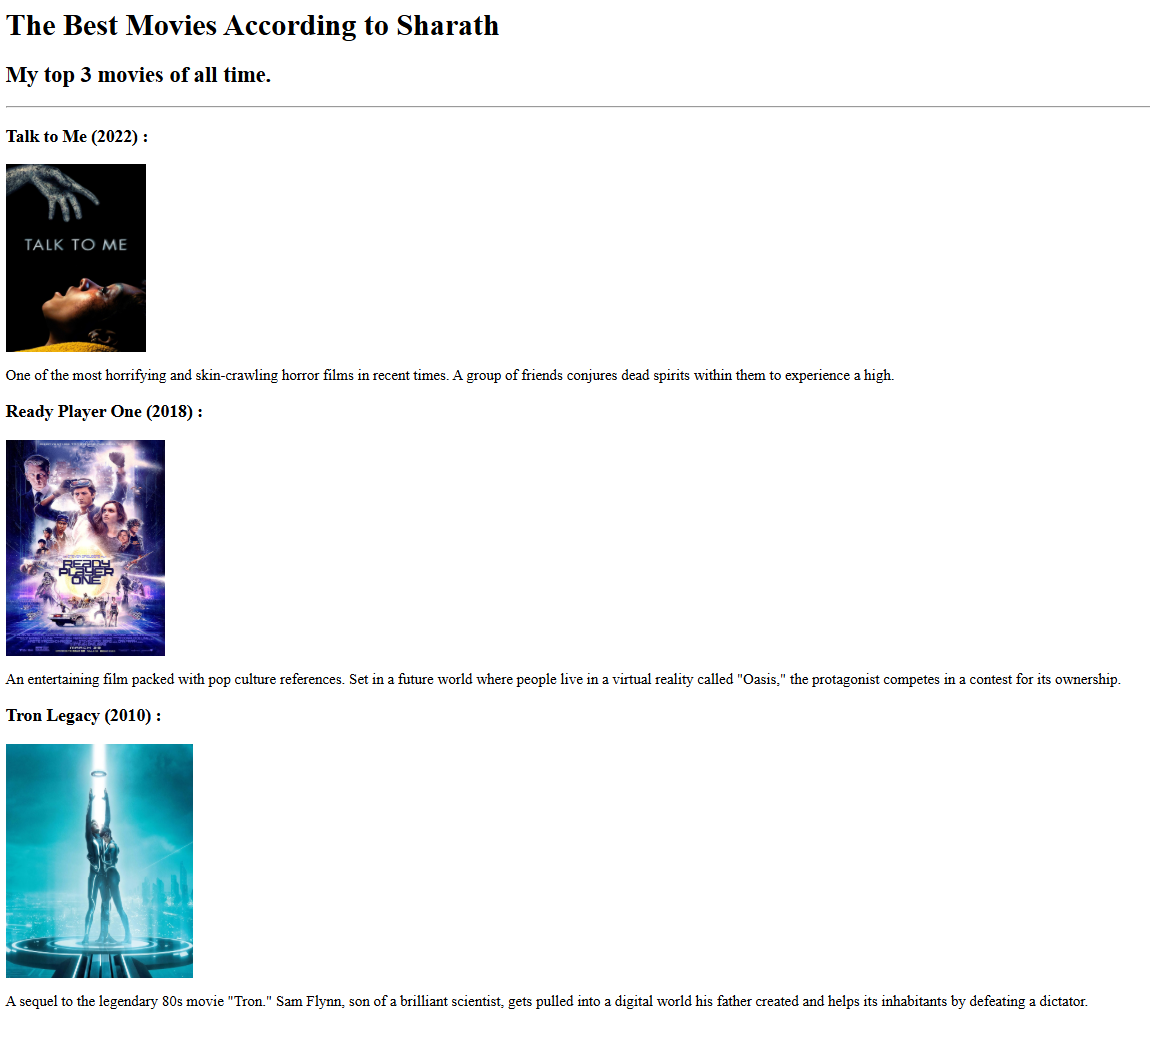 The Best Movies According to Sharath
My top 3 movies of all time.
Talk to Me (2022) :
TALK TO ME
One of the most horrifying and skin-crawling horror films in recent times. A group of friends conjures dead spirits within them to experience a high.
Ready Player One (2018) :
READY
PLAYER
ONE
An entertaining film packed with pop culture references. Set in a future world where people live in a virtual reality called "Oasis," the protagonist competes in a contest for its ownership.
Tron Legacy (2010) :
A sequel to the legendary 80s movie "Tron." Sam Flynn, son of a brilliant scientist, gets pulled into a digital world his father created and helps its inhabitants by defeating a dictator.